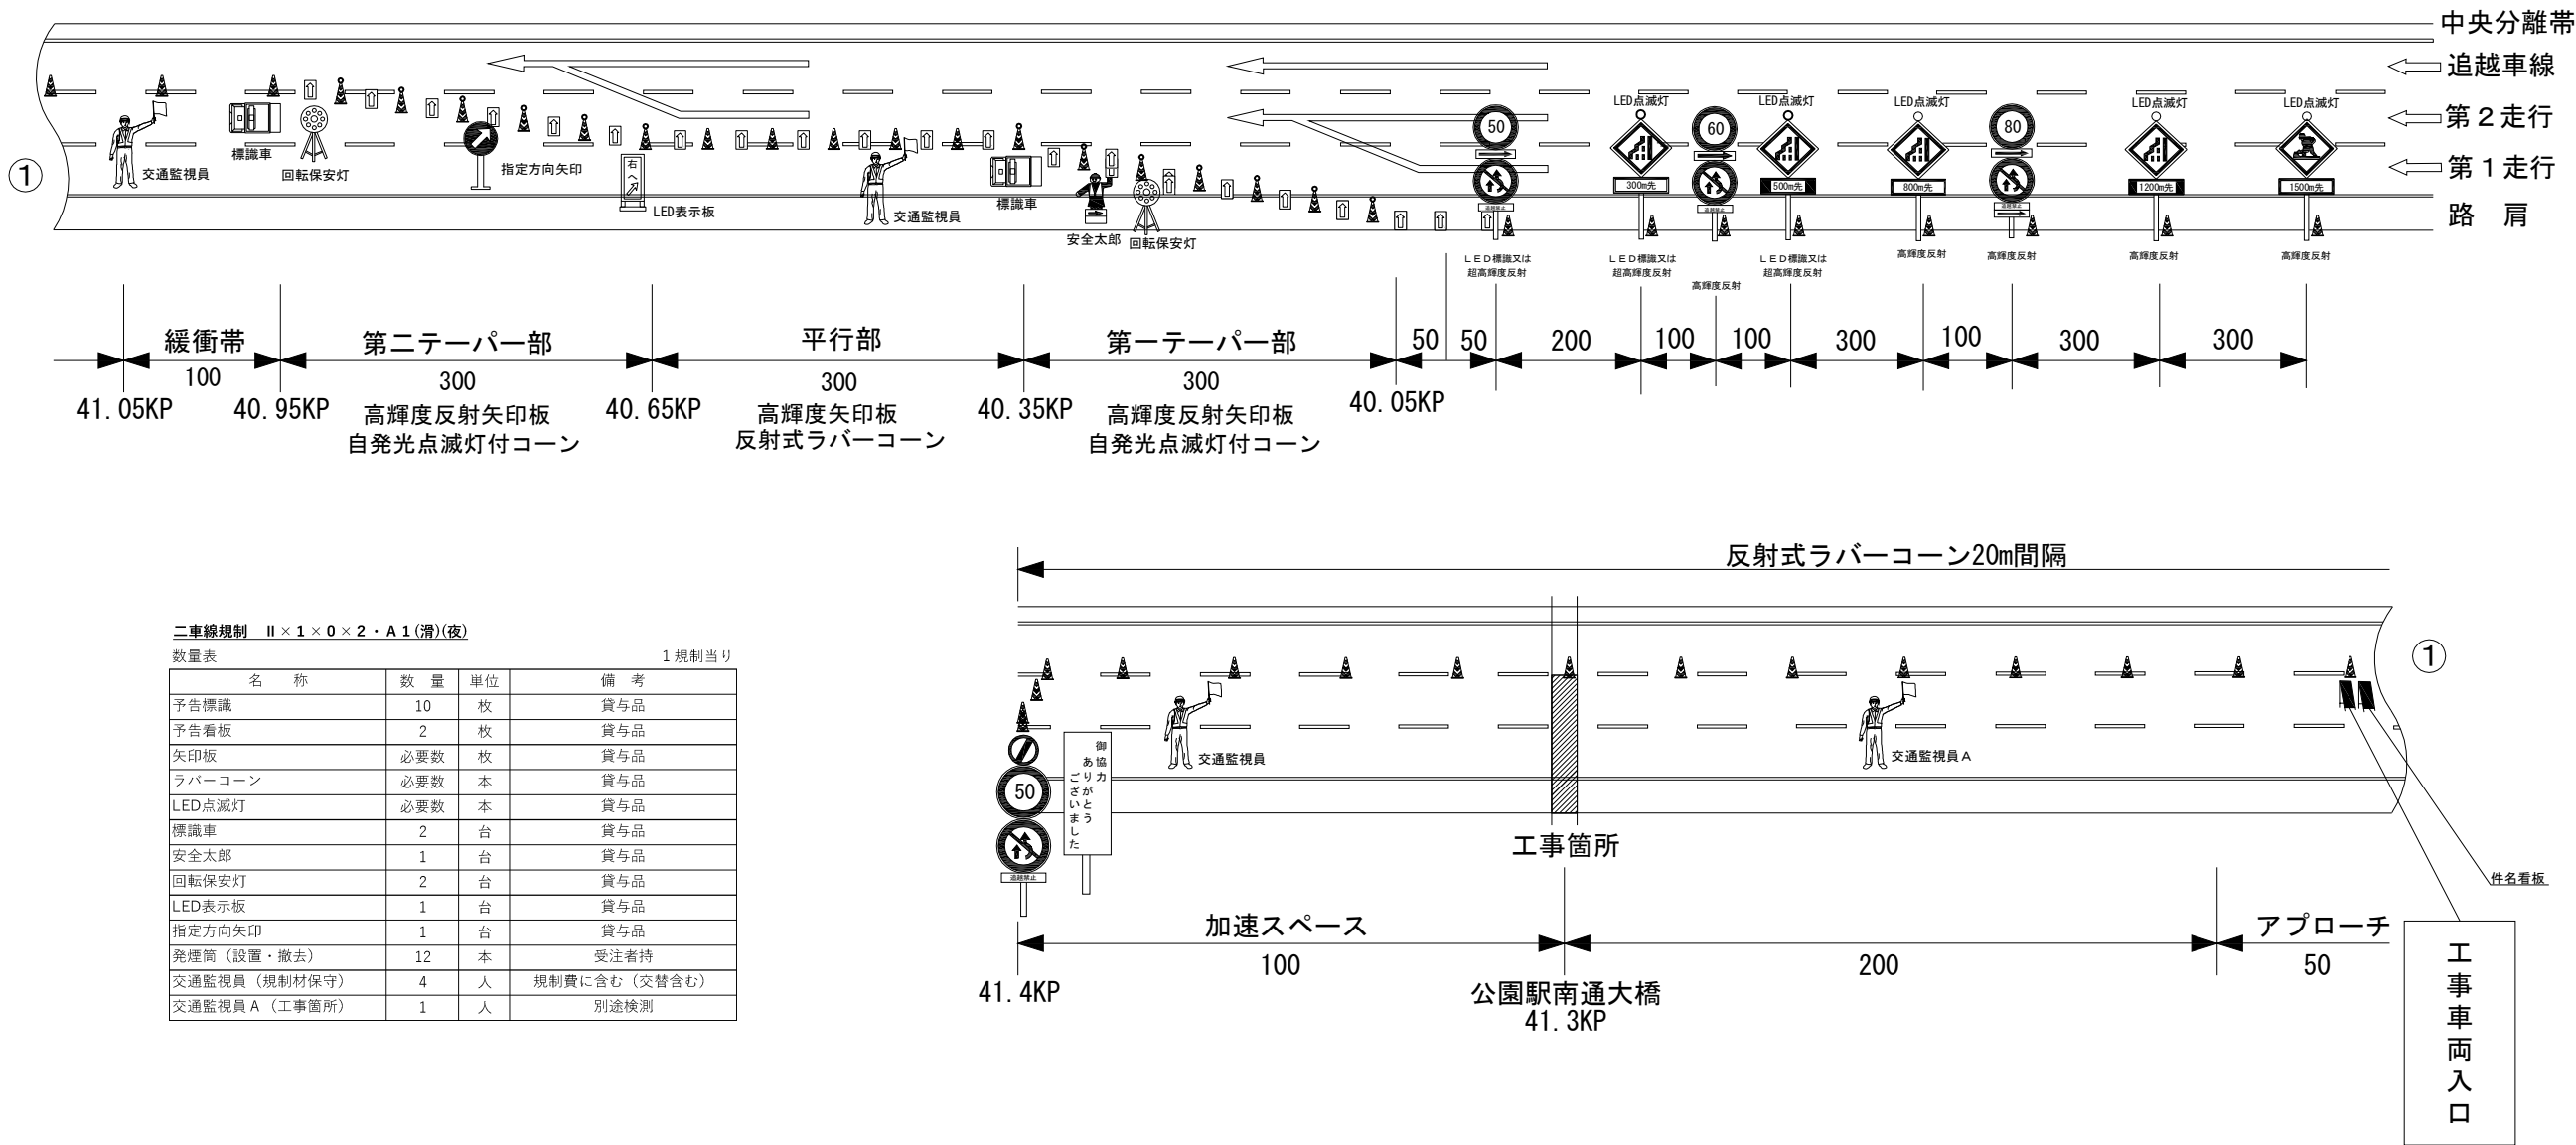 中央分離帯
追越車線
第２走行
第１走行
路　肩
①
交通監視員
標識車
回転保安灯
指定方向矢印
右へ
LED表示板
交通監視員
標識車
安全太郎
回転保安灯
50
追越禁止
LED点滅灯
300m先
60
追越禁止
LED点滅灯
500m先
LED点滅灯
800m先
80
追越禁止
LED点滅灯
1200m先
LED点滅灯
1500m先
ＬＥＤ標識又は
超高輝度反射
ＬＥＤ標識又は
超高輝度反射
高輝度反射
ＬＥＤ標識又は
超高輝度反射
高輝度反射
高輝度反射
高輝度反射
高輝度反射
緩衝帯
100
第二テーパー部
300
平行部
300
第一テーパー部
300
50
50
200
100
100
300
100
300
300
41.05KP
40.95KP
40.65KP
40.35KP
40.05KP
高輝度反射矢印板
自発光点滅灯付コーン
高輝度矢印板
反射式ラバーコーン
高輝度反射矢印板
自発光点滅灯付コーン
反射式ラバーコーン20m間隔
①
交通監視員
交通監視員Ａ
50
追越禁止
御協力
ありがとう
ございました
工事箇所
件名看板
加速スペース
100
200
アプローチ
50
41.4KP
公園駅南通大橋
41.3KP
工事車両入口
二車線規制　Ⅱ×１×０×２・Ａ１(滑)(夜)
数量表　１規制当り
名　称　数　量　単位　備　考
予告標識　10　枚　貸与品
予告看板　2　枚　貸与品
矢印板　必要数　枚　貸与品
ラバーコーン　必要数　本　貸与品
LED点滅灯　必要数　本　貸与品
標識車　2　台　貸与品
安全太郎　1　台　貸与品
回転保安灯　2　台　貸与品
LED表示板　1　台　貸与品
指定方向矢印　1　台　貸与品
発煙筒（設置・撤去）　12　本　受注者持
交通監視員（規制材保守）　4　人　規制費に含む（交替含む）
交通監視員Ａ（工事箇所）　1　人　別途検測